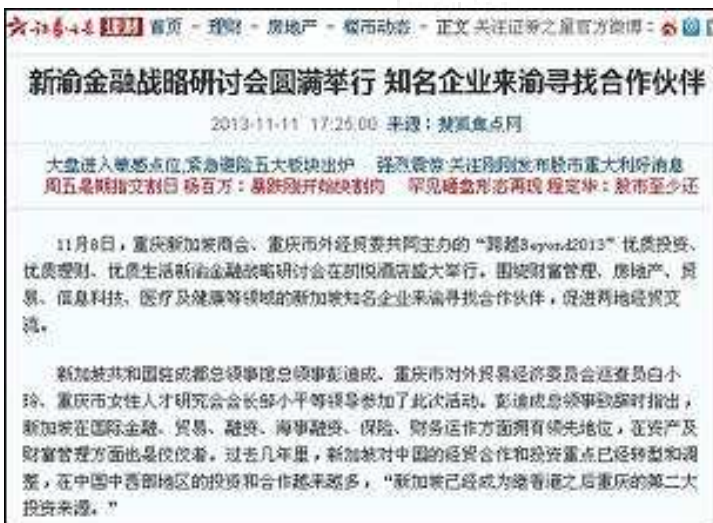 首页 - 理财 - 房地产 - 楼市动态 - 正文 关注证券之星官方微博：
新渝金融战略研讨会圆满举行 知名企业来渝寻找合作伙伴
2013-11-11 17:25:00 来源：搜狐焦点网
大盘进入敏感点位,紧急避险五大板块出炉 强烈震惊:关注刚刚发布股市重大利好消息
周五是期指交割日 杨百万：暴跌刚开始快割肉 罕见碰盘形态再现 程定华：股市至少还
11月8日，重庆新加坡商会、重庆市外经贸委共同主办的“跨越Beyond2013”优质投资、
优质理财、优质生活新渝金融战略研讨会在凯悦酒店盛大举行。围绕财富管理、房地产、贸
易、信息科技、医疗及健康等领域的新加坡知名企业来渝寻找合作伙伴，促进两地经贸交
流。
新加坡共和国驻成都总领事馆总领事彭迪成、重庆市对外贸易经济委员会巡查员白小
玲、重庆市女性人才研究会会长邹小平等领导参加了此次活动。彭迪成总领事致辞时指出，
新加坡在国际金融、贸易、融资、海事融资、保险、财务运作方面拥有领先地位，在资产及
财富管理方面也是佼佼者。过去几年里，新加坡对中国的经贸合作和投资重点已经转型和调
整，在中国中西部地区的投资和合作越来越多，“新加坡已经成为继香港之后重庆的第二大
投资来源。”